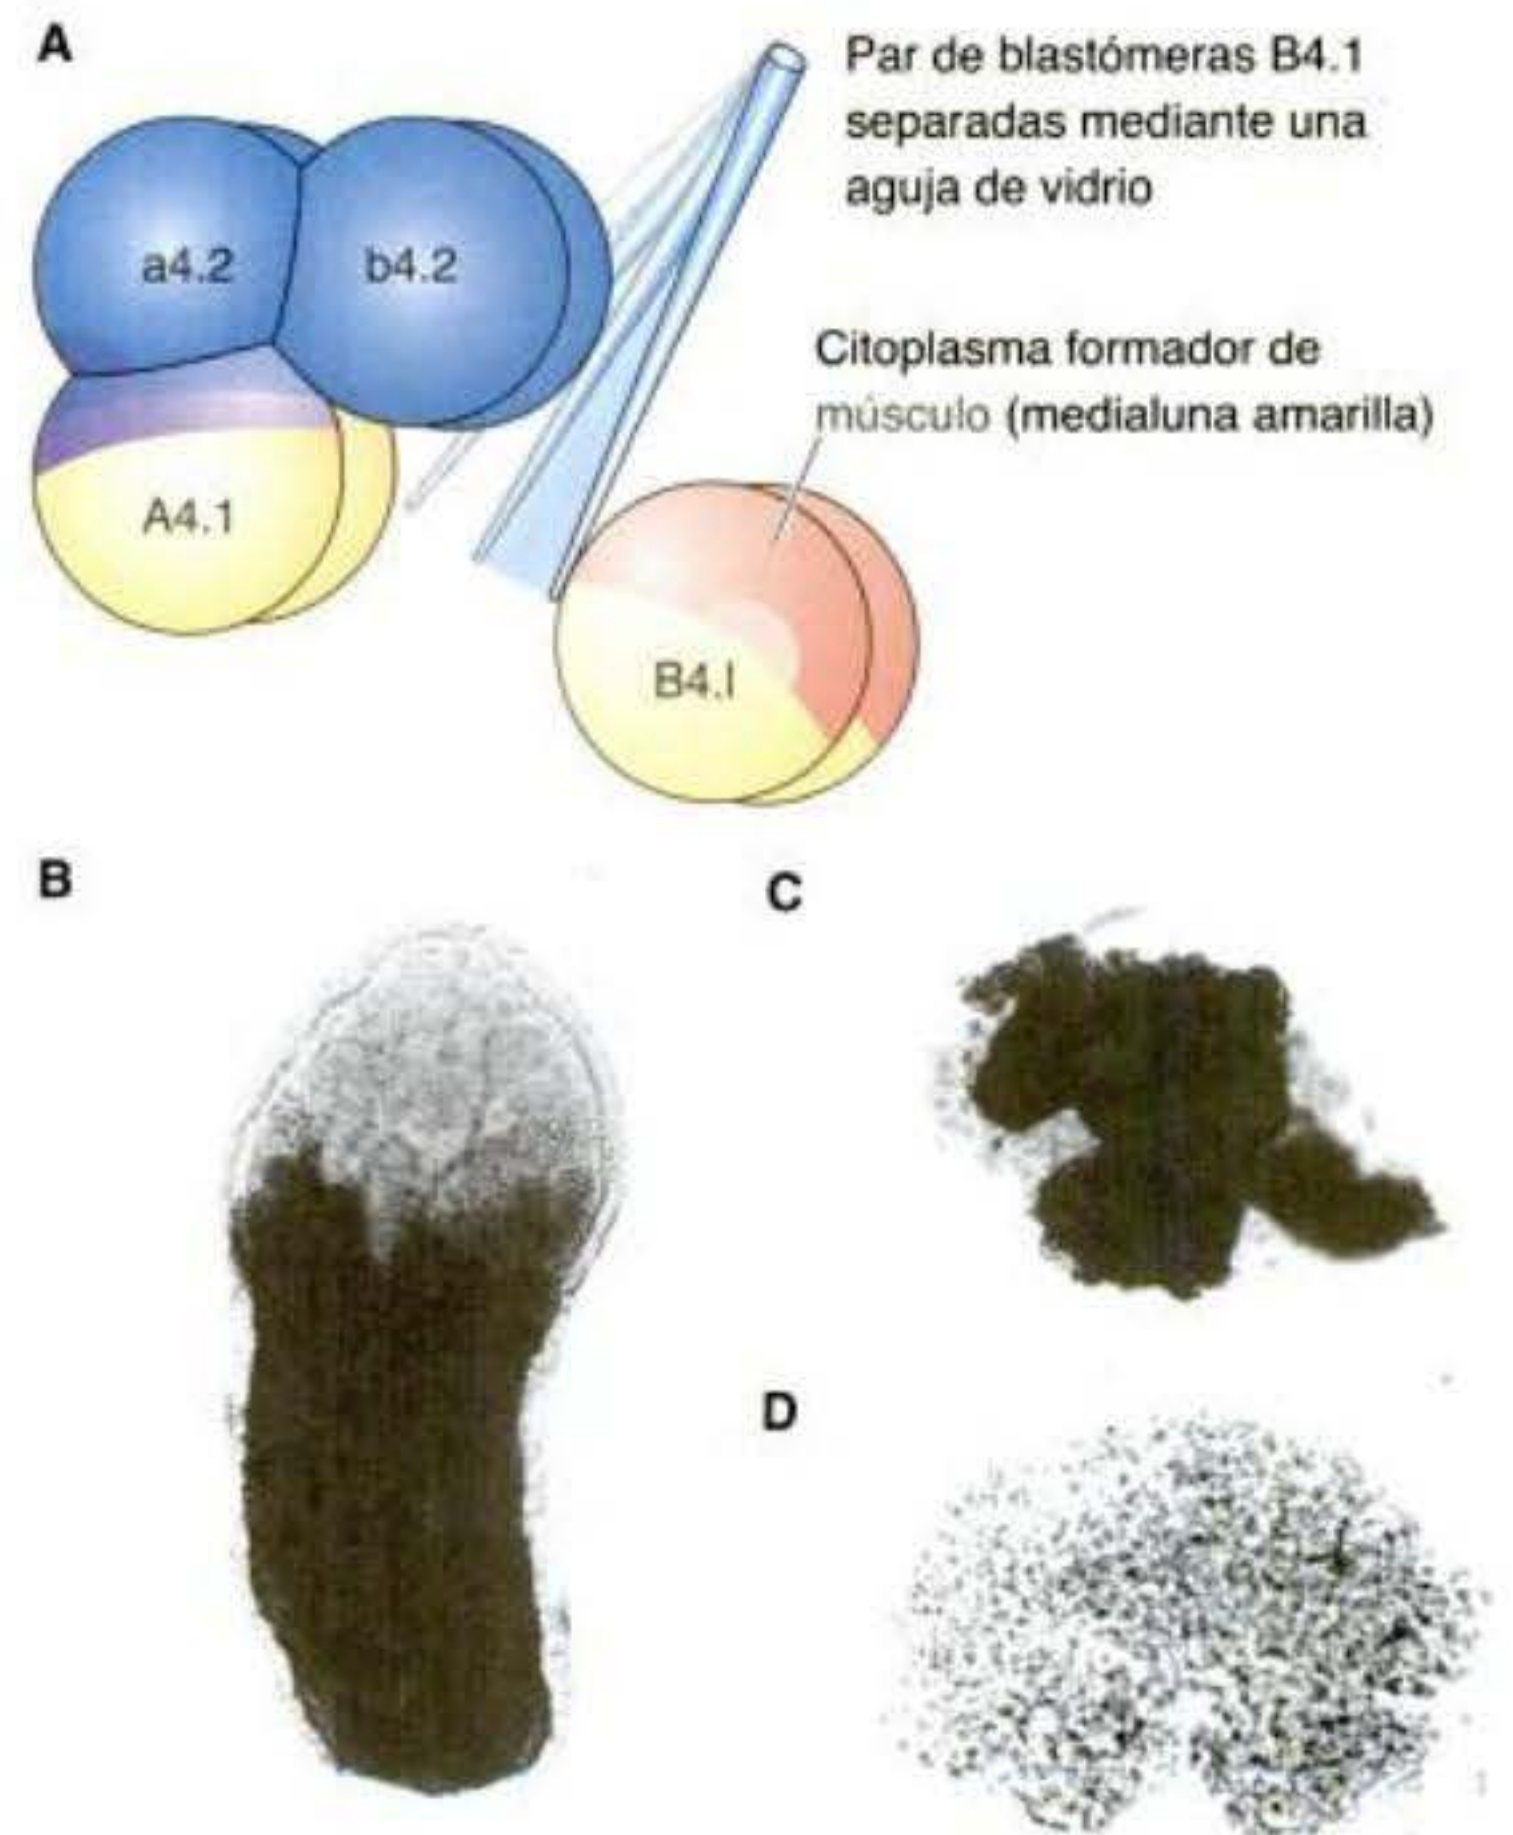 A
Par de blastómeras B4.1
separadas mediante una
aguja de vidrio
a4.2
b4.2
Citoplasma formador de
músculo (medialuna amarilla)
A4.1
B4.I
B
C
D